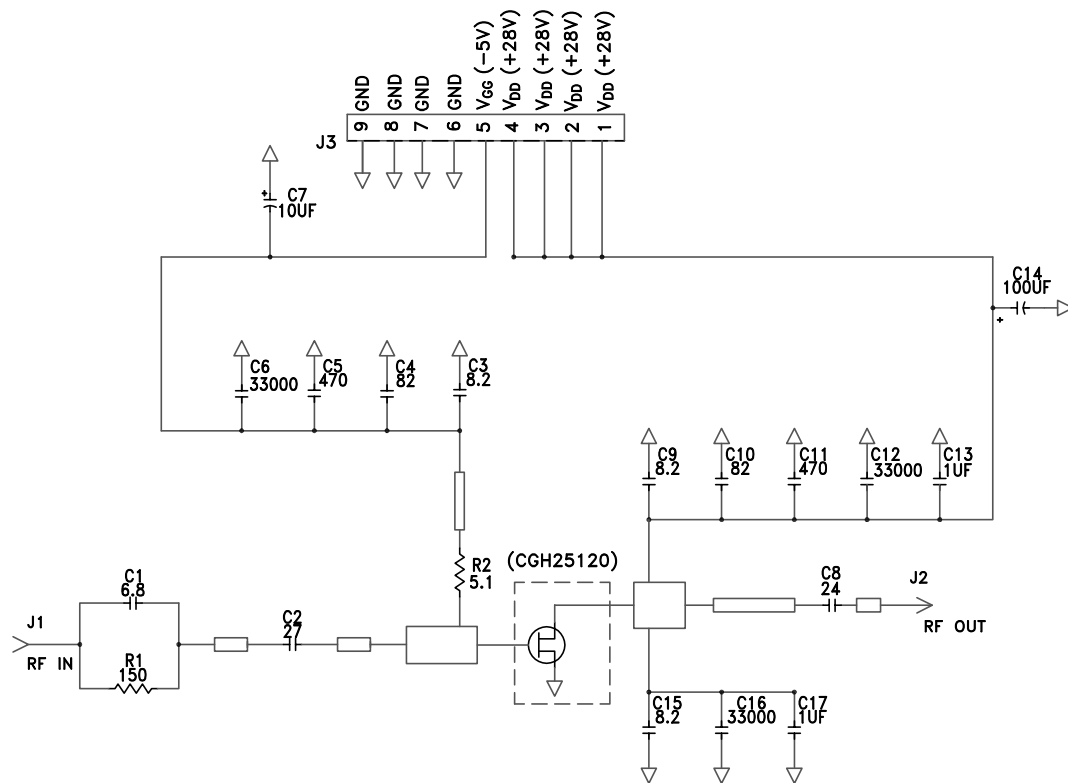 GND
GND
GND
GND
VGG (-5V)
VDD (+28V)
VDD (+28V)
VDD (+28V)
VDD (+28V)
J3
9
8
7
6
5
4
3
2
1
+
C7
10UF
C14
100UF
+
C6
33000
C5
470
C4
82
C3
8.2
C9
8.2
C10
82
C11
470
C12
33000
C13
1UF
R2
5.1
(CGH25120)
C1
6.8
J1
RF IN
R1
150
C2
27
C8
24
J2
RF OUT
C15
8.2
C16
33000
C17
1UF